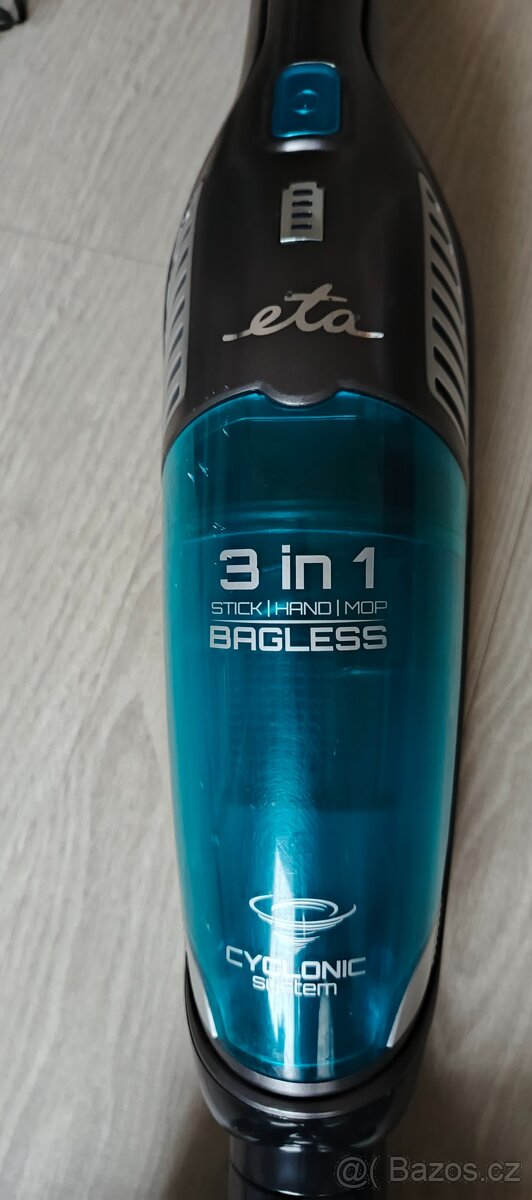 eta
3 in 1
STICK | HAND | MOP
BAGLESS
CYCLONIC
system
@( Bazos.cz